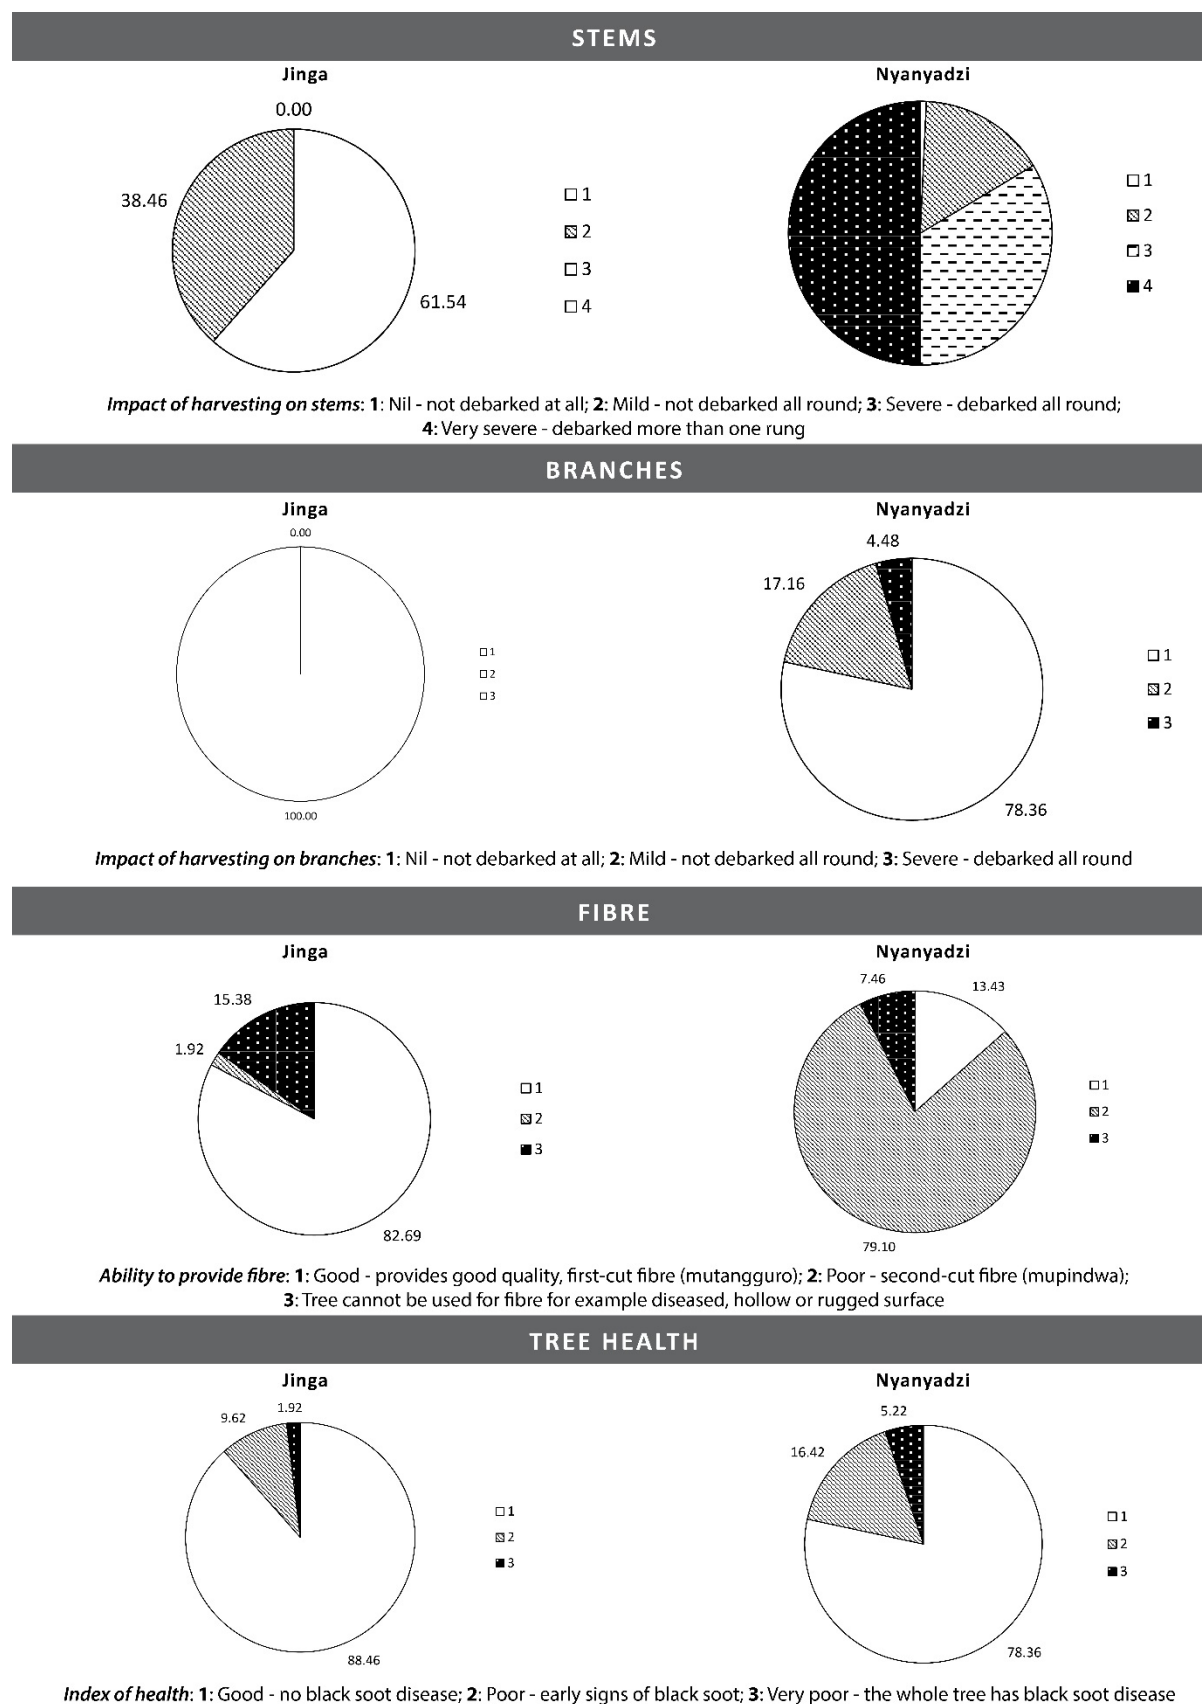 STEMS
Jinga
Nyanyadzi
0.00
38.46
61.54
1
2
3
4
1
2
3
4
Impact of harvesting on stems: 1: Nil - not debarked at all; 2: Mild - not debarked all round; 3: Severe - debarked all round;
4: Very severe - debarked more than one rung
BRANCHES
Jinga
Nyanyadzi
0.00
100.00
1
2
3
4.48
17.16
78.36
1
2
3
Impact of harvesting on branches: 1: Nil - not debarked at all; 2: Mild - not debarked all round; 3: Severe - debarked all round
FIBRE
Jinga
Nyanyadzi
15.38
1.92
82.69
1
2
3
7.46
13.43
79.10
1
2
3
Ability to provide fibre: 1: Good - provides good quality, first-cut fibre (mutangguro); 2: Poor - second-cut fibre (mupindwa);
3: Tree cannot be used for fibre for example diseased, hollow or rugged surface
TREE HEALTH
Jinga
Nyanyadzi
9.62
1.92
88.46
1
2
3
5.22
16.42
78.36
1
2
3
Index of health: 1: Good - no black soot disease; 2: Poor - early signs of black soot; 3: Very poor - the whole tree has black soot disease